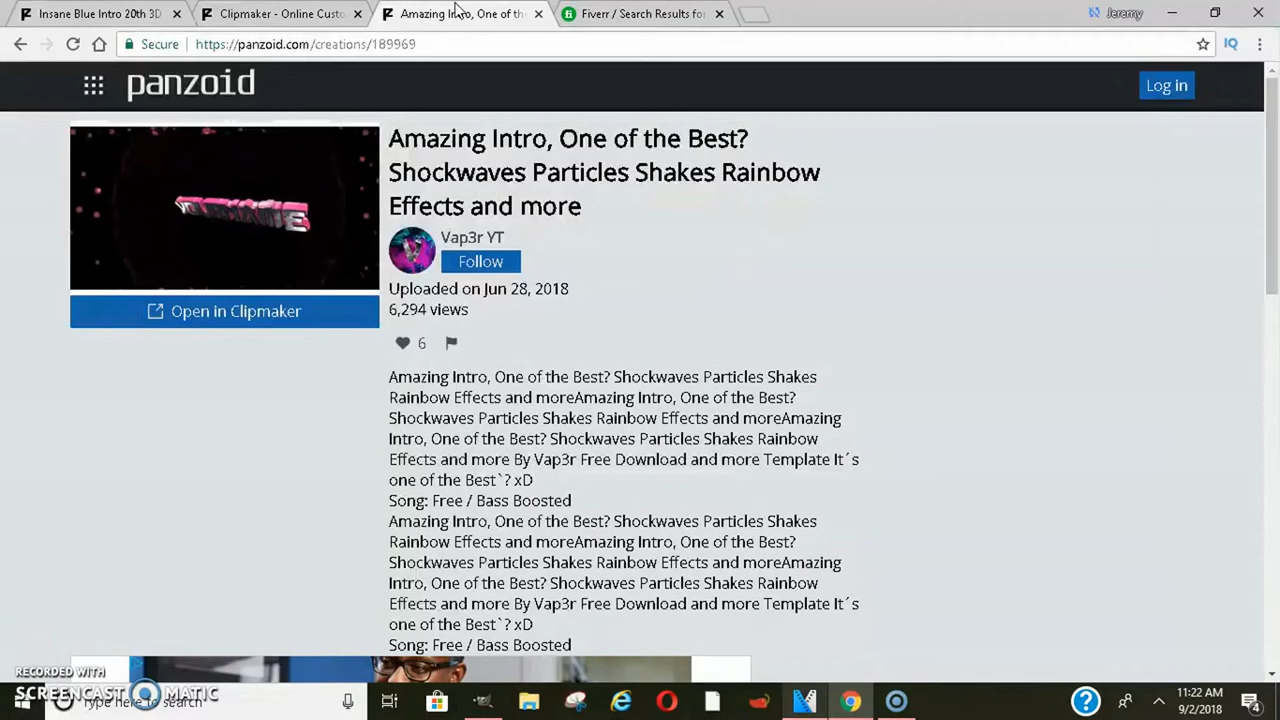 Insane Blue Intro 20th 3D
Clipmaker - Online Custo
Amazing Intro, One of the
Fiverr / Search Results for
Jeremy
Secure
https://panzoid.com/creations/189969
IQ
panzoid
Log in
Amazing Intro, One of the Best?
Shockwaves Particles Shakes Rainbow
Effects and more
Vap3r YT
Follow
Uploaded on Jun 28, 2018
6,294 views
6
Open in Clipmaker
Amazing Intro, One of the Best? Shockwaves Particles Shakes
Rainbow Effects and moreAmazing Intro, One of the Best?
Shockwaves Particles Shakes Rainbow Effects and moreAmazing
Intro, One of the Best? Shockwaves Particles Shakes Rainbow
Effects and more By Vap3r Free Download and more Template It´s
one of the Best`? xD
Song: Free / Bass Boosted
Amazing Intro, One of the Best? Shockwaves Particles Shakes
Rainbow Effects and moreAmazing Intro, One of the Best?
Shockwaves Particles Shakes Rainbow Effects and moreAmazing
Intro, One of the Best? Shockwaves Particles Shakes Rainbow
Effects and more By Vap3r Free Download and more Template It´s
one of the Best`? xD
Song: Free / Bass Boosted
RECORDED WITH
SCREENCAST MATIC
Type here to search
11:22 AM
9/2/2018
4